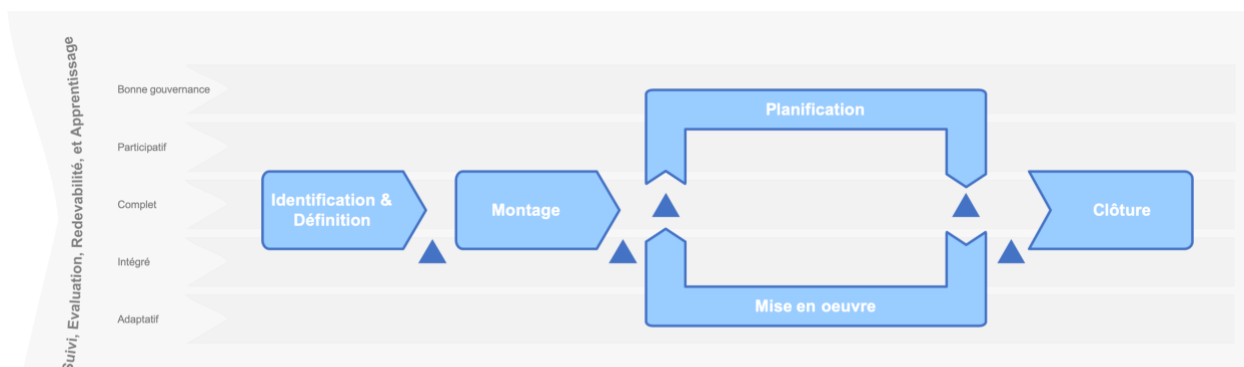 Suivi, Evaluation, Redevabilité, et Apprentissage
Bonne gouvernance
Participatif
Complet
Intégré
Adaptatif
Identification &
Définition
Montage
Planification
Mise en oeuvre
Clôture